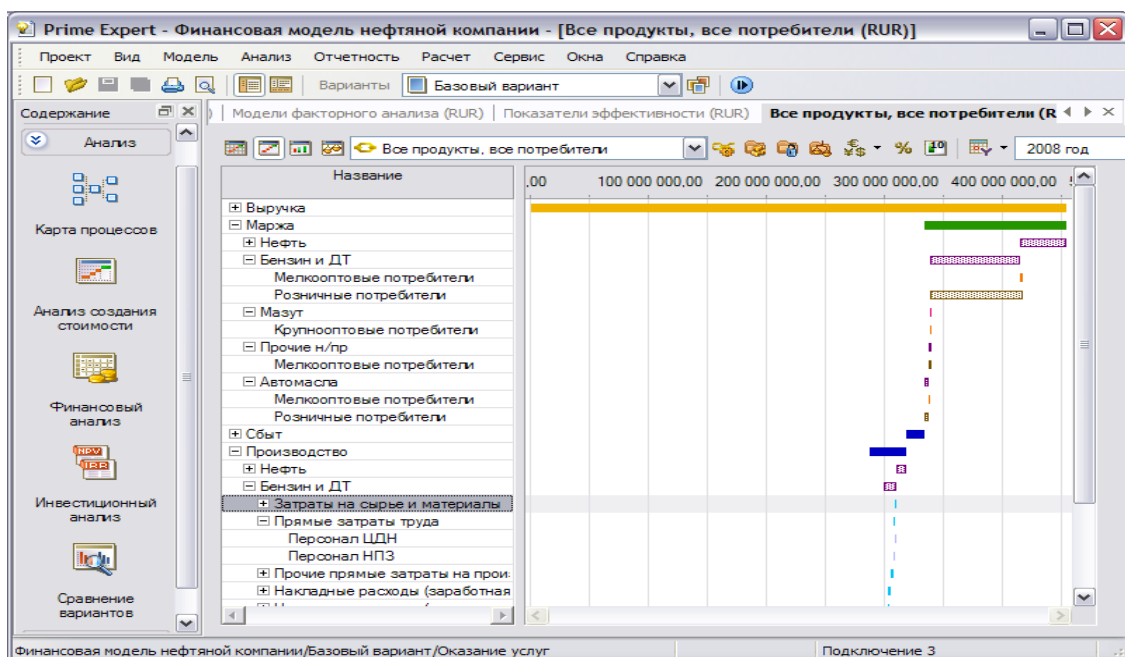 Prime Expert - Финансовая модель нефтяной компании - [Все продукты, все потребители (RUR)]
Проект Вид Модель Анализ Отчетность Расчет Сервис Окна Справка
Варианты Базовый вариант
Содержание
) Модели факторного анализа (RUR) Показатели эффективности (RUR) Все продукты, все потребители (R
Анализ
Все продукты, все потребители
% 2008 год
Название
,00 100 000 000,00 200 000 000,00 300 000 000,00 400 000 000,00
Выручка
Маржа
Карта процессов
Нефть
Бензин и ДТ
Мелкооптовые потребители
Розничные потребители
Анализ создания
стоимости
Мазут
Крупнооптовые потребители
Прочие н/пр
Мелкооптовые потребители
Автомасла
Мелкооптовые потребители
Финансовый
анализ
Розничные потребители
Сбыт
Производство
NPV
IRR
Нефть
Бензин и ДТ
Инвестиционный
анализ
Затраты на сырье и материалы
Прямые затраты труда
Персонал ЦДН
Персонал НПЗ
Прочие прямые затраты на прои
Накладные расходы (заработная
Сравнение
вариантов
Финансовая модель нефтяной компании/Базовый вариант/Оказание услуг
Подключение 3